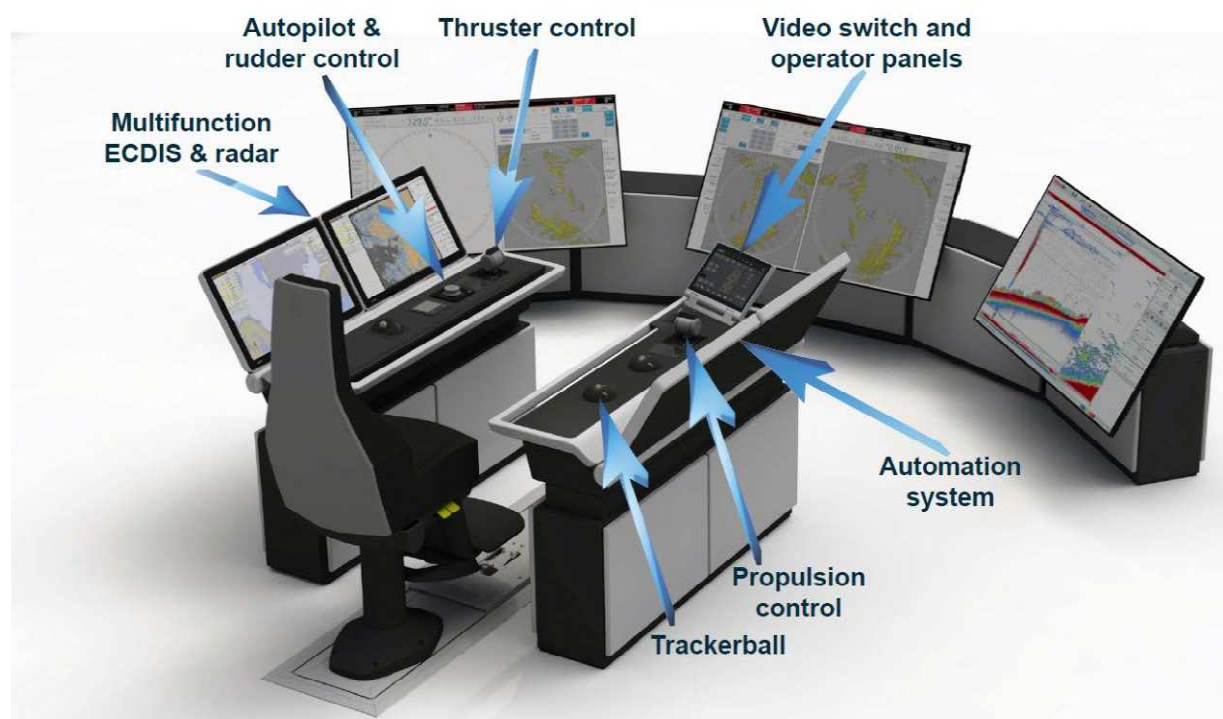 Autopilot &
rudder control
Thruster control
Video switch and
operator panels
Multifunction
ECDIS & radar
Automation
system
Propulsion
control
Trackerball